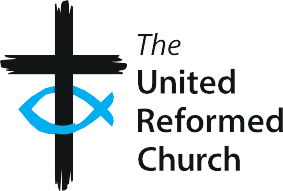 The
United
Reformed
Church